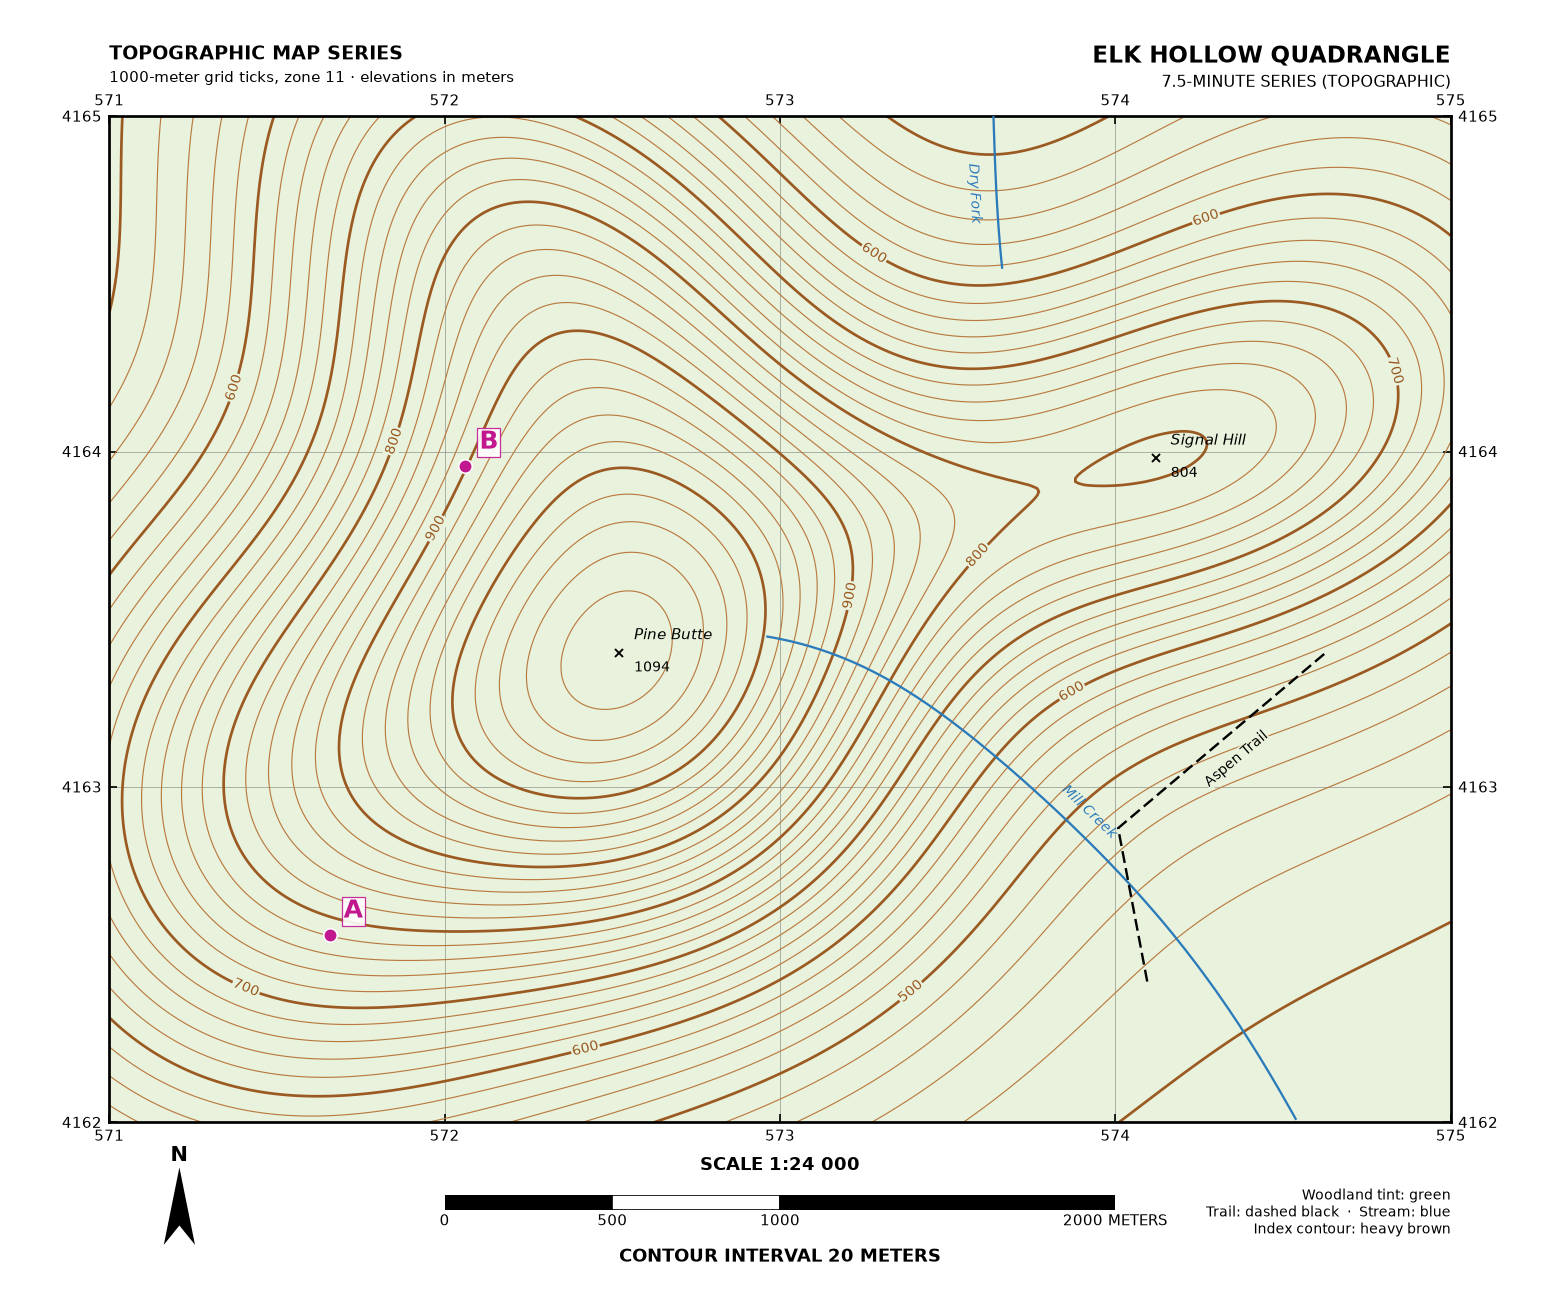 TOPOGRAPHIC MAP SERIES
1000-meter grid ticks, zone 11 · elevations in meters
ELK HOLLOW QUADRANGLE
7.5-MINUTE SERIES (TOPOGRAPHIC)
571 572 573 574 575
4165 4165
Dry Fork
600
600
600
700
800
B
Signal Hill
804
4164 4164
900
800
900
Pine Butte
1094
600
Aspen Trail
4163 4163
Mill Creek
A
700
500
600
4162 4162
571 572 573 574 575
N
SCALE 1:24 000
0 500 1000 2000 METERS
CONTOUR INTERVAL 20 METERS
Woodland tint: green
Trail: dashed black · Stream: blue
Index contour: heavy brown